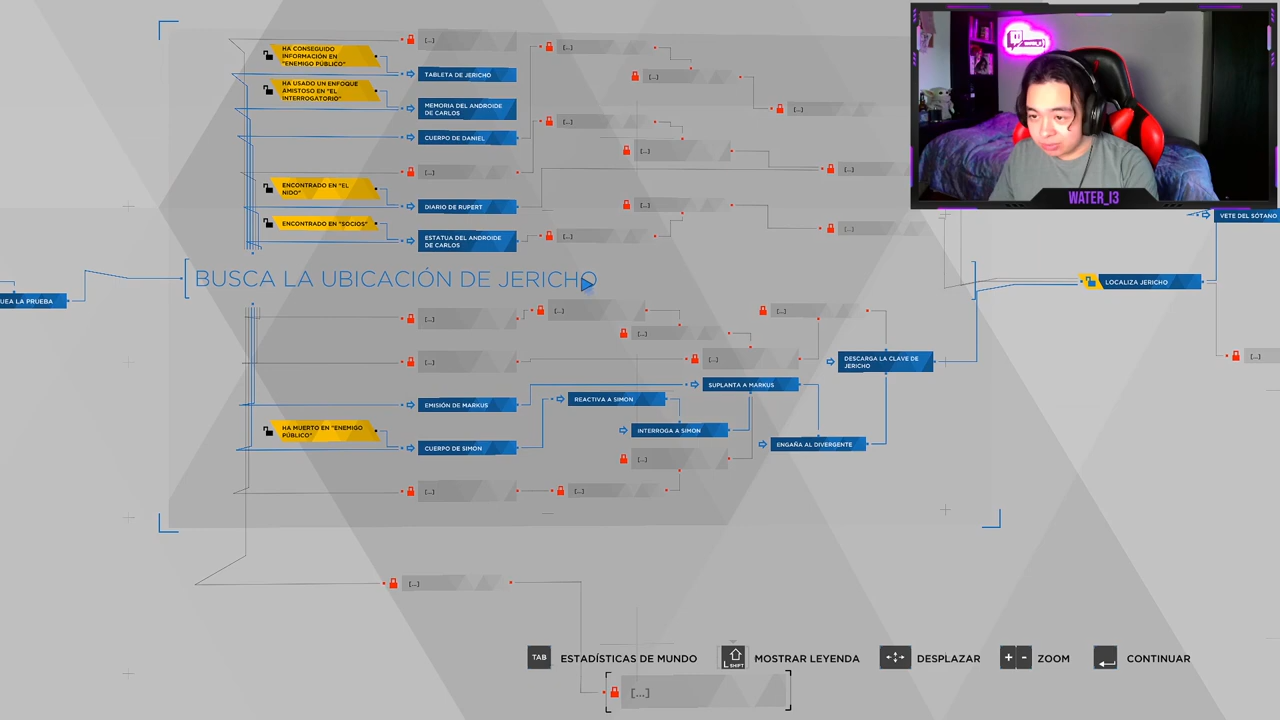 [...]
HA CONSEGUIDO
INFORMACIÓN EN
"ENEMIGO PÚBLICO"
TABLETA DE JERICHO
[...]
[...]
HA USADO UN ENFOQUE
AMISTOSO EN "EL
INTERROGATORIO"
MEMORIA DEL ANDROIDE
DE CARLOS
[...]
[...]
CUERPO DE DANIEL
[...]
[...]
[...]
ENCONTRADO EN "EL
NIDO"
DIARIO DE RUPERT
[...]
ENCONTRADO EN "SOCIOS"
ESTATUA DEL ANDROIDE
DE CARLOS
[...]
[...]
WATER_I3
VETE DEL SÓTANO
BUSCA LA UBICACIÓN DE JERICHO
LOCALIZA JERICHO
UEA LA PRUEBA
[...]
[...]
[...]
[...]
[...]
[...]
DESCARGA LA CLAVE DE
JERICHO
[...]
SUPLANTA A MARKUS
EMISIÓN DE MARKUS
REACTIVA A SIMON
HA MUERTO EN "ENEMIGO
PÚBLICO"
INTERROGA A SIMON
CUERPO DE SIMON
ENGAÑA AL DIVERGENTE
[...]
[...]
[...]
[...]
TAB ESTADÍSTICAS DE MUNDO
L SHIFT MOSTRAR LEYENDA
DESPLAZAR
+ - ZOOM
CONTINUAR
[...]